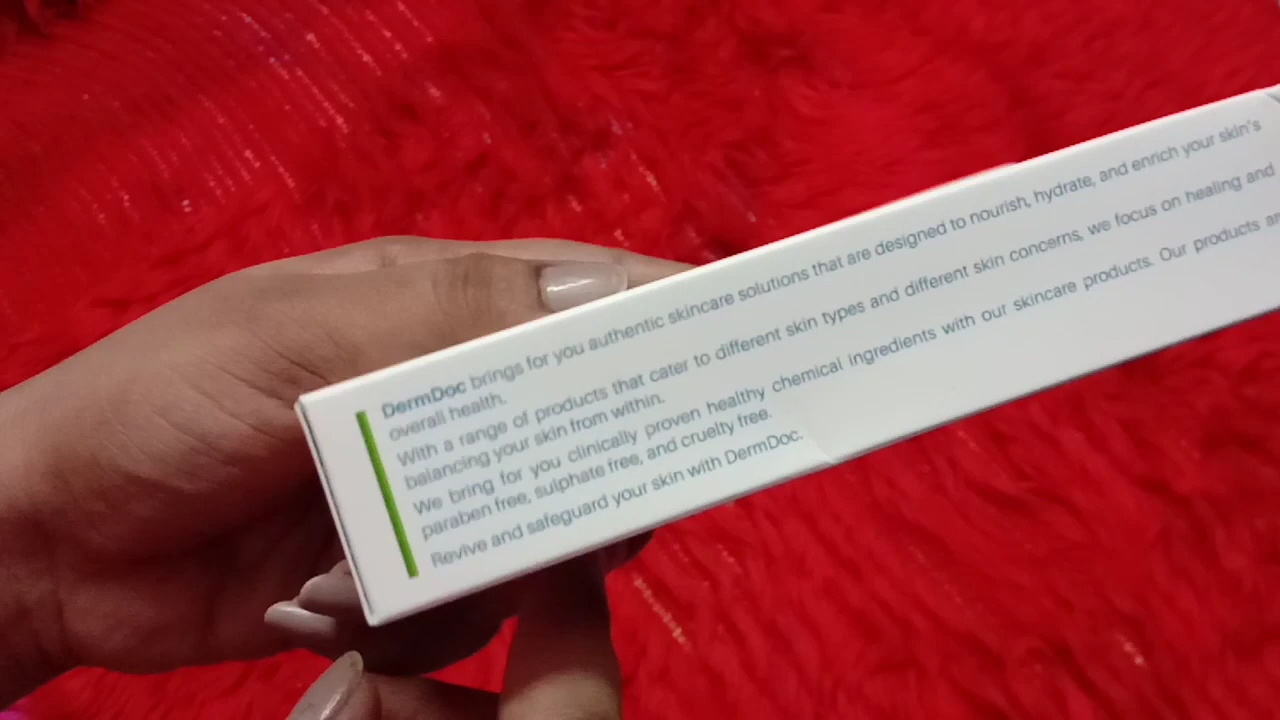 DermDoc brings for you authentic skincare solutions that are designed to nourish, hydrate, and enrich your skin's
overall health.
With a range of products that cater to different skin types and different skin concerns, we focus on healing and
balancing your skin from within.
We bring for you clinically proven healthy chemical ingredients with our skincare products. Our products
paraben free, sulphate free, and cruelty free.
Revive and safeguard your skin with DermDoc.